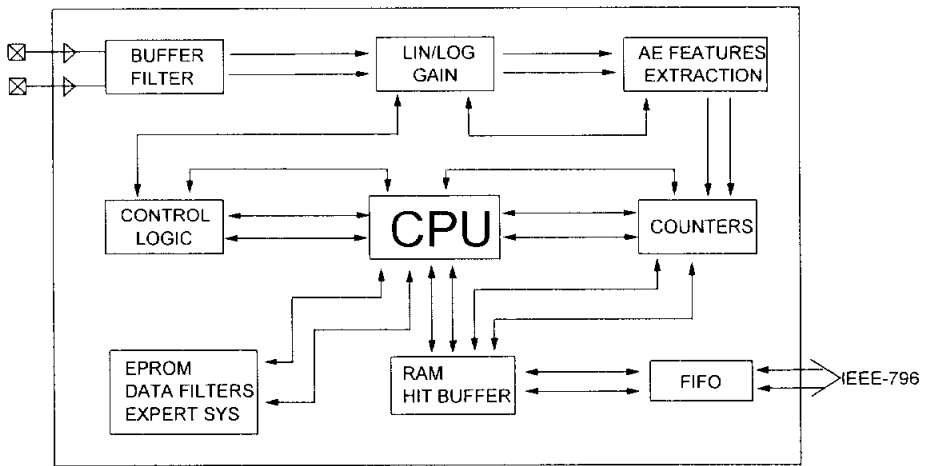 BUFFER
FILTER
LIN/LOG
GAIN
AE FEATURES
EXTRACTION
CONTROL
LOGIC
CPU
COUNTERS
EPROM
DATA FILTERS
EXPERT SYS
RAM
HIT BUFFER
FIFO
IEEE-796